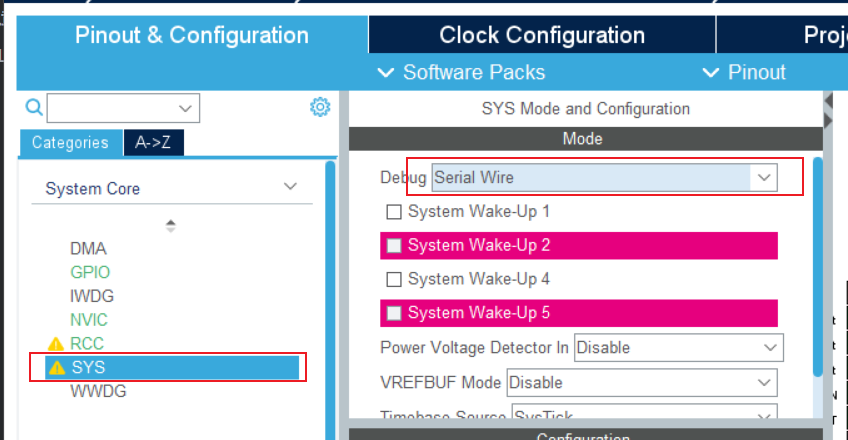 Pinout & Configuration
Clock Configuration
Software Packs
Pinout
Categories
A->Z
System Core
DMA
GPIO
IWDG
NVIC
RCC
SYS
WWDG
SYS Mode and Configuration
Mode
Debug Serial Wire
System Wake-Up 1
System Wake-Up 2
System Wake-Up 4
System Wake-Up 5
Power Voltage Detector In Disable
VREFBUF Mode Disable
Timebase Source SysTick
Configuration